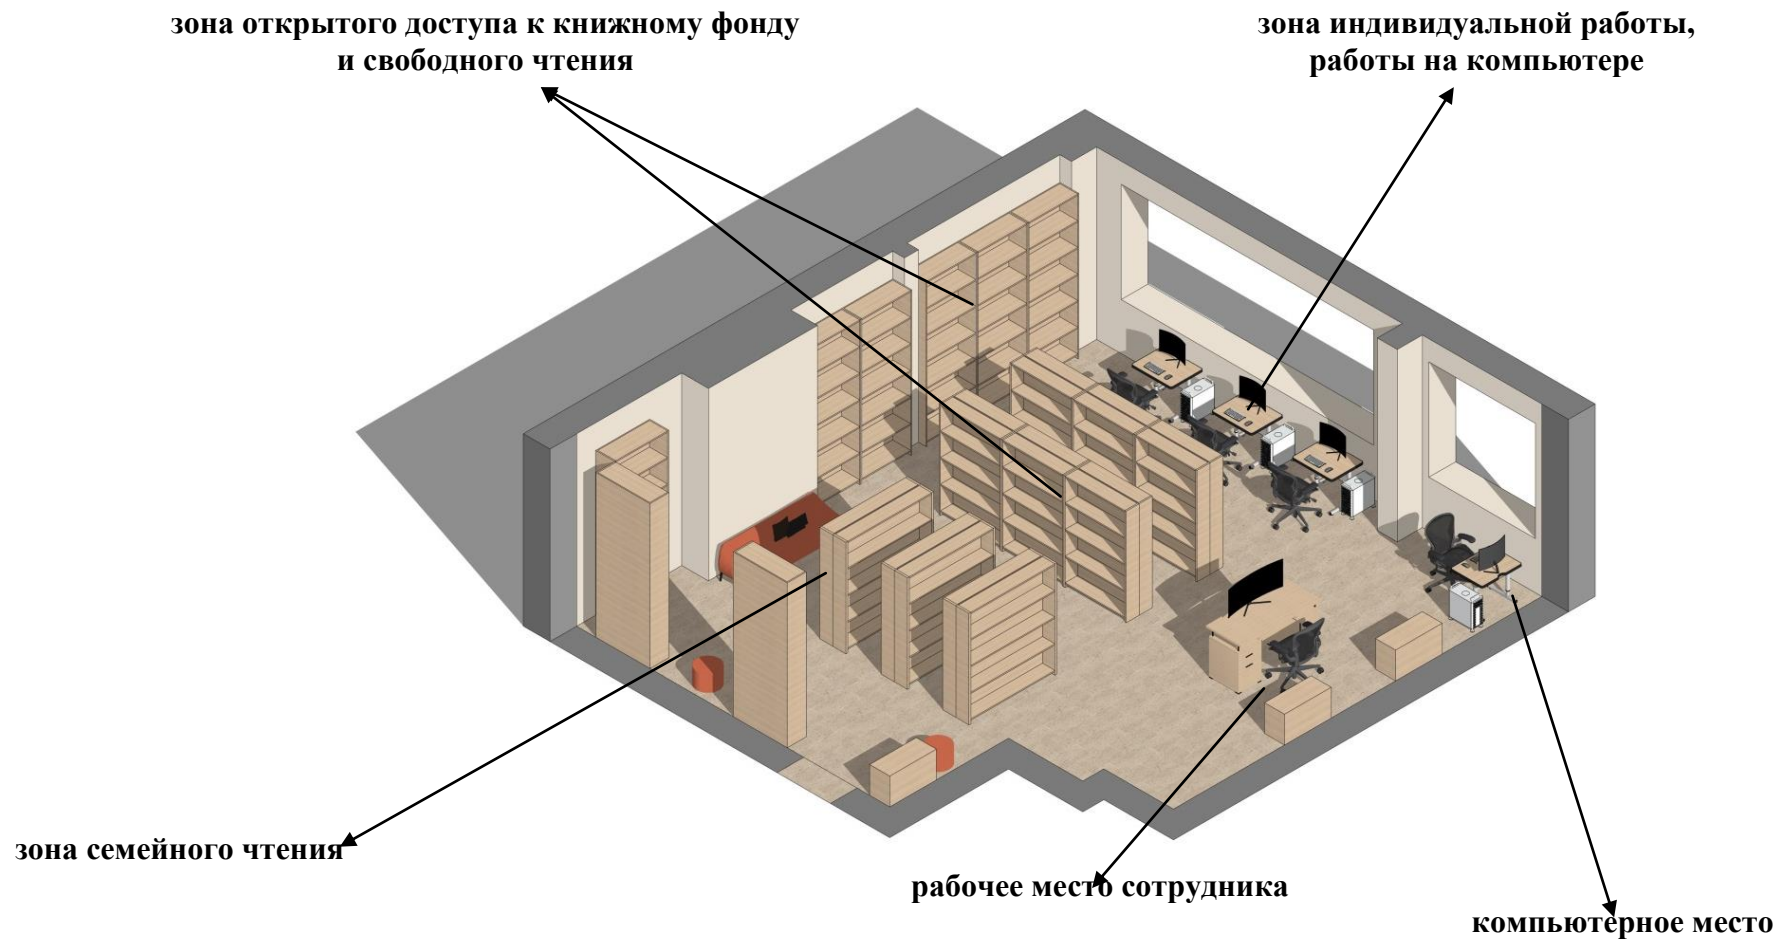 зона открытого доступа к книжному фонду
и свободного чтения
зона индивидуальной работы,
работы на компьютере
зона семейного чтения
рабочее место сотрудника
компьютерное место